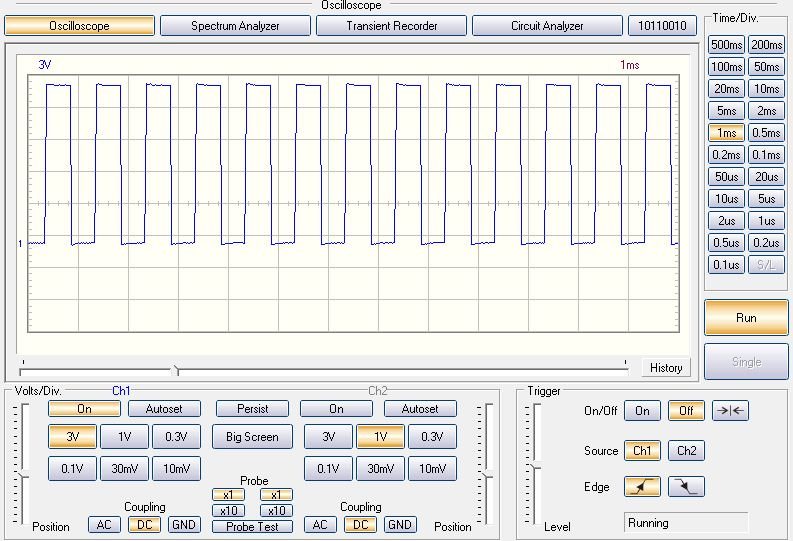 Oscilloscope
Oscilloscope Spectrum Analyzer Transient Recorder Circuit Analyzer 10110010
Time/Div.
500ms 200ms
100ms 50ms
20ms 10ms
5ms 2ms
1ms 0.5ms
0.2ms 0.1ms
50us 20us
10us 5us
2us 1us
0.5us 0.2us
0.1us S/L
3V 1ms
1
Run
Single
History
Volts/Div. Ch1 Ch2
On Autoset Persist On Autoset
3V 1V 0.3V Big Screen 3V 1V 0.3V
0.1V 30mV 10mV 0.1V 30mV 10mV
Probe
x1 x1
x10 x10
Coupling Coupling
Position AC DC GND Probe Test AC DC GND Position
Trigger
On/Off On Off
Source Ch1 Ch2
Edge
Level Running